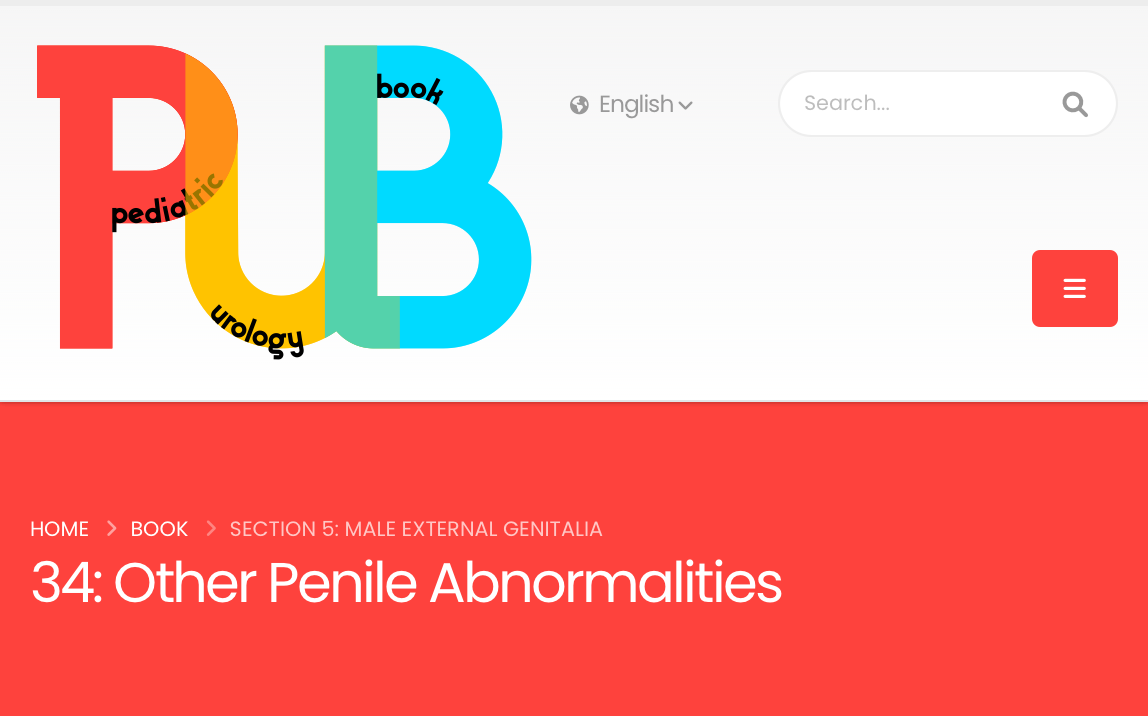 PUB
pediatric
urology
book
English
Search...
HOME BOOK SECTION 5: MALE EXTERNAL GENITALIA
34: Other Penile Abnormalities